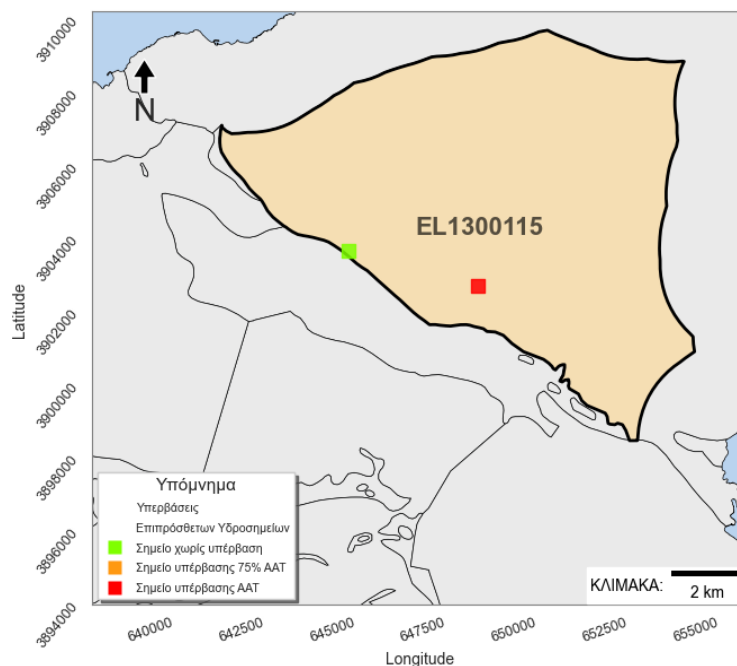 3910000
3908000
3906000
3904000
3902000
3900000
3898000
3896000
3894000
Latitude
N
EL1300115
Υπόμνημα
Υπερβάσεις
Επιπρόσθετων Υδροσημείων
Σημείο χωρίς υπέρβαση
Σημείο υπέρβασης 75% ΑΑΤ
Σημείο υπέρβασης ΑΑΤ
ΚΛΙΜΑΚΑ:
2 km
640000 642500 645000 647500 650000 652500 655000
Longitude